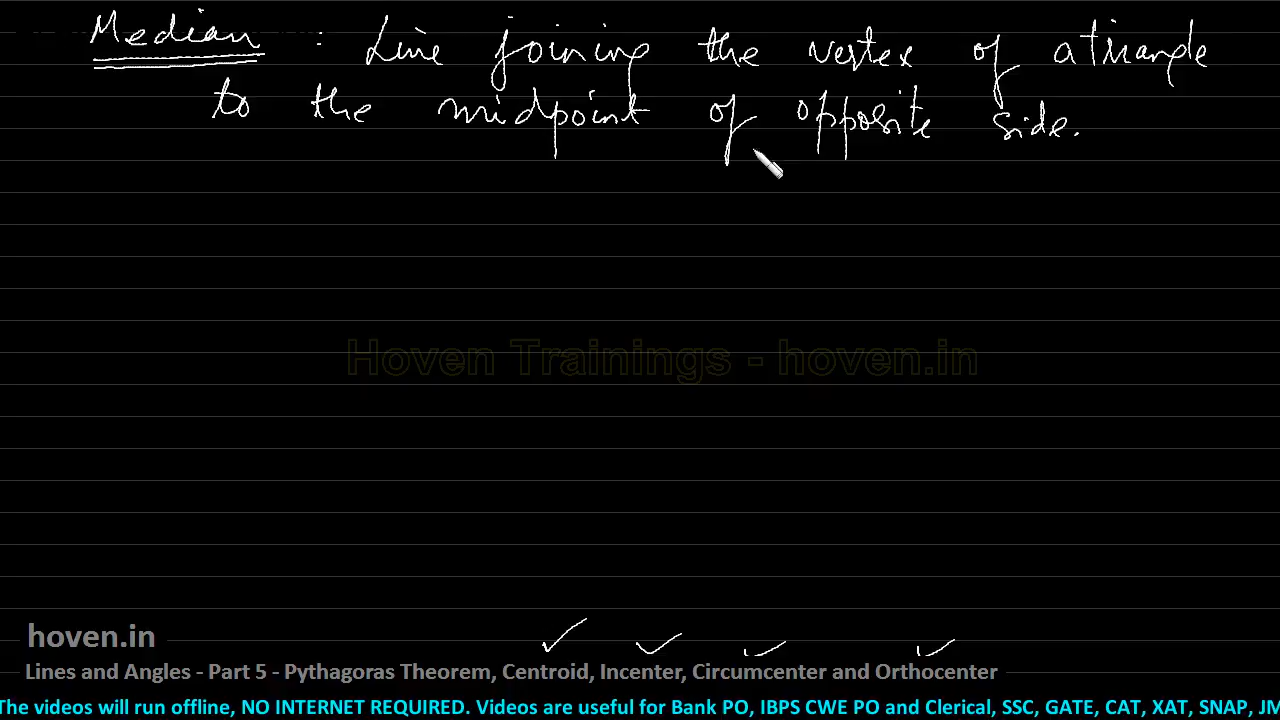 Median : Line joining the vertex of a triangle
to the midpoint of opposite side.
Hoven Trainings - hoven.in
hoven.in
Lines and Angles - Part 5 - Pythagoras Theorem, Centroid, Incenter, Circumcenter and Orthocenter
The videos will run offline, NO INTERNET REQUIRED. Videos are useful for Bank PO, IBPS CWE PO and Clerical, SSC, GATE, CAT, XAT, SNAP, JM